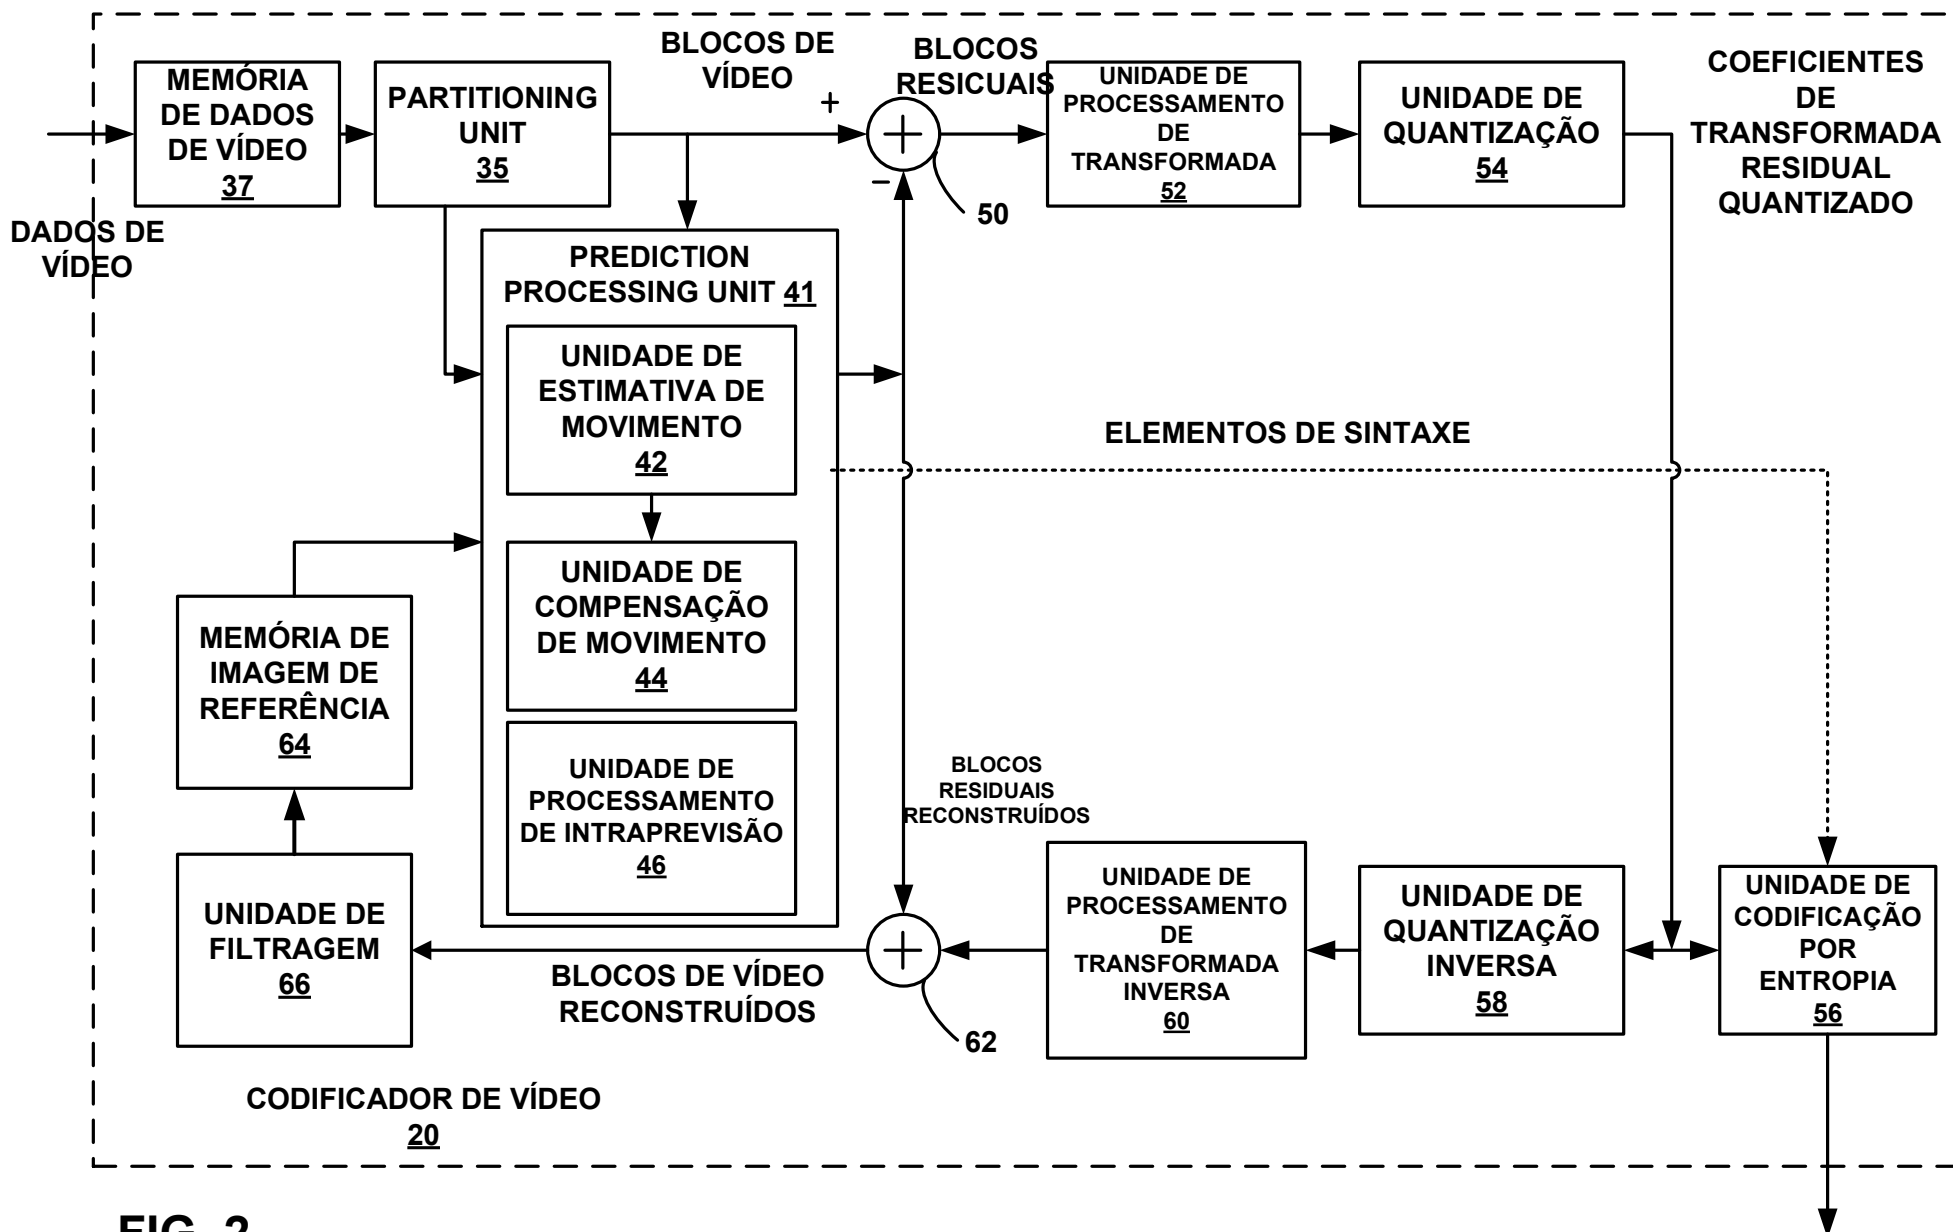 BLOCOS DE
VÍDEO
BLOCOS
RESICUAIS
MEMÓRIA
DE DADOS
DE VÍDEO
37
PARTITIONING
UNIT
35
+
–
50
UNIDADE DE
PROCESSAMENTO
DE
TRANSFORMADA
52
UNIDADE DE
QUANTIZAÇÃO
54
COEFICIENTES
DE
TRANSFORMADA
RESIDUAL
QUANTIZADO
DADOS DE
VÍDEO
PREDICTION
PROCESSING UNIT 41
UNIDADE DE
ESTIMATIVA DE
MOVIMENTO
42
ELEMENTOS DE SINTAXE
UNIDADE DE
COMPENSAÇÃO
DE MOVIMENTO
44
MEMÓRIA DE
IMAGEM DE
REFERÊNCIA
64
UNIDADE DE
PROCESSAMENTO
DE INTRAPREVISÃO
46
BLOCOS
RESIDUAIS
RECONSTRUÍDOS
UNIDADE DE
FILTRAGEM
66
BLOCOS DE VÍDEO
RECONSTRUÍDOS
62
UNIDADE DE
PROCESSAMENTO
DE
TRANSFORMADA
INVERSA
60
UNIDADE DE
QUANTIZAÇÃO
INVERSA
58
UNIDADE DE
CODIFICAÇÃO
POR
ENTROPIA
56
CODIFICADOR DE VÍDEO
20
FIG. 2